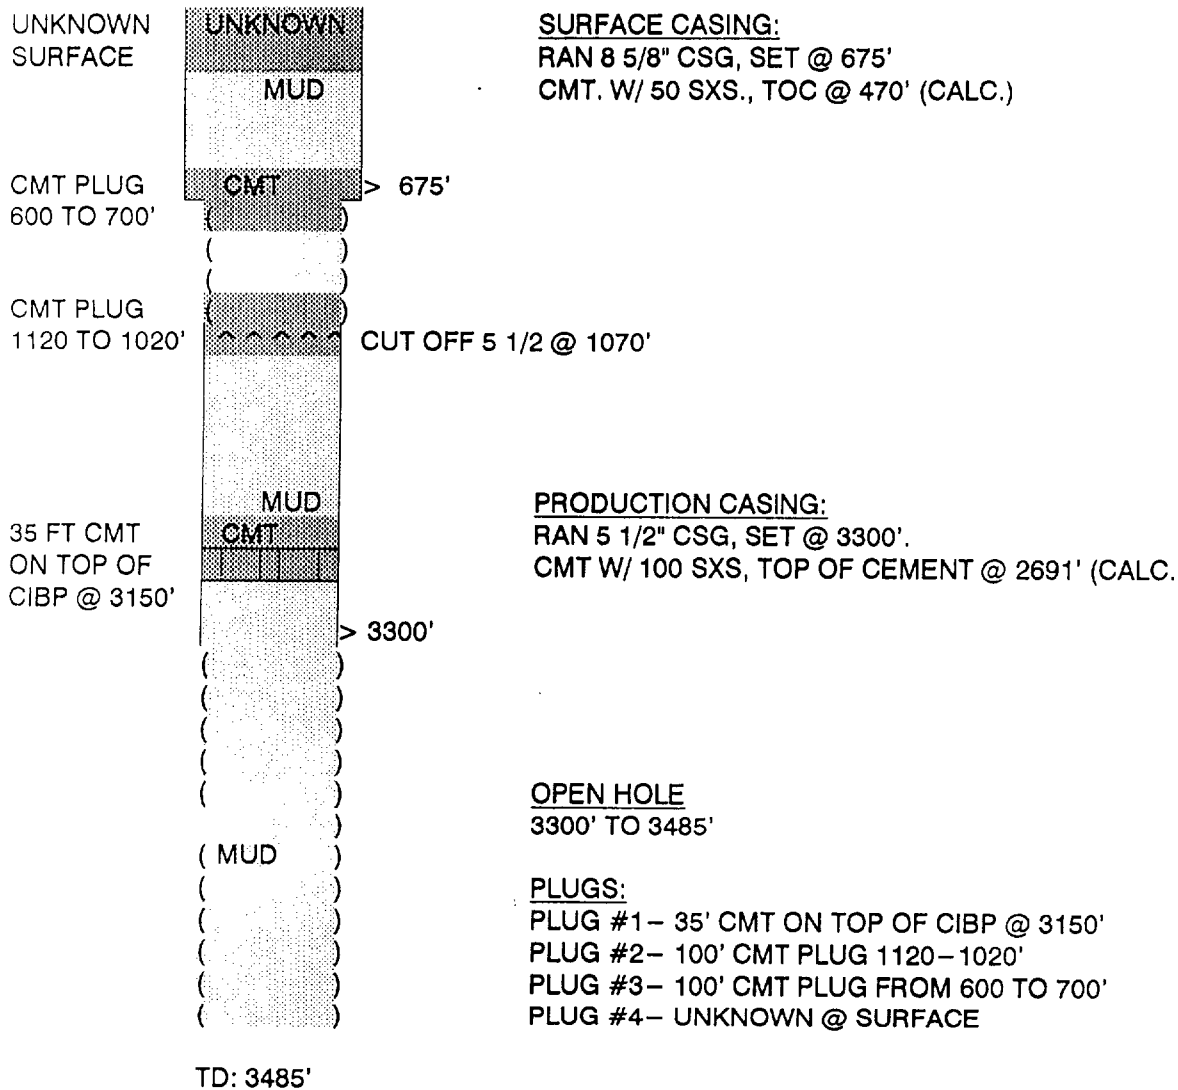 UNKNOWN
SURFACE
UNKNOWN
MUD
SURFACE CASING:
RAN 8 5/8" CSG, SET @ 675'
CMT. W/ 50 SXS., TOC @ 470' (CALC.)
CMT PLUG
600 TO 700'
CMT
> 675'
CMT PLUG
1120 TO 1020'
CUT OFF 5 1/2 @ 1070'
MUD
CMT
35 FT CMT
ON TOP OF
CIBP @ 3150'
PRODUCTION CASING:
RAN 5 1/2" CSG, SET @ 3300'.
CMT W/ 100 SXS, TOP OF CEMENT @ 2691' (CALC.
> 3300'
MUD
OPEN HOLE
3300' TO 3485'
PLUGS:
PLUG #1– 35' CMT ON TOP OF CIBP @ 3150'
PLUG #2– 100' CMT PLUG 1120–1020'
PLUG #3– 100' CMT PLUG FROM 600 TO 700'
PLUG #4– UNKNOWN @ SURFACE
TD: 3485'